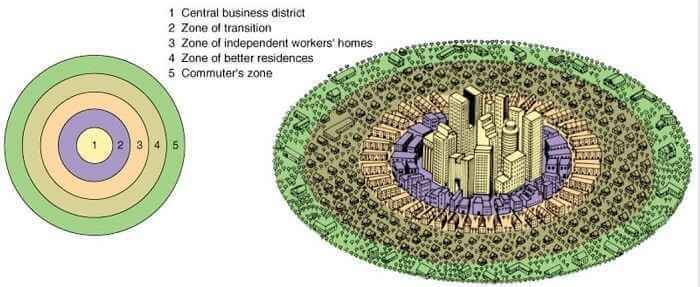 1 Central business district
2 Zone of transition
3 Zone of independent workers' homes
4 Zone of better residences
5 Commuter's zone
1 2 3 4 5